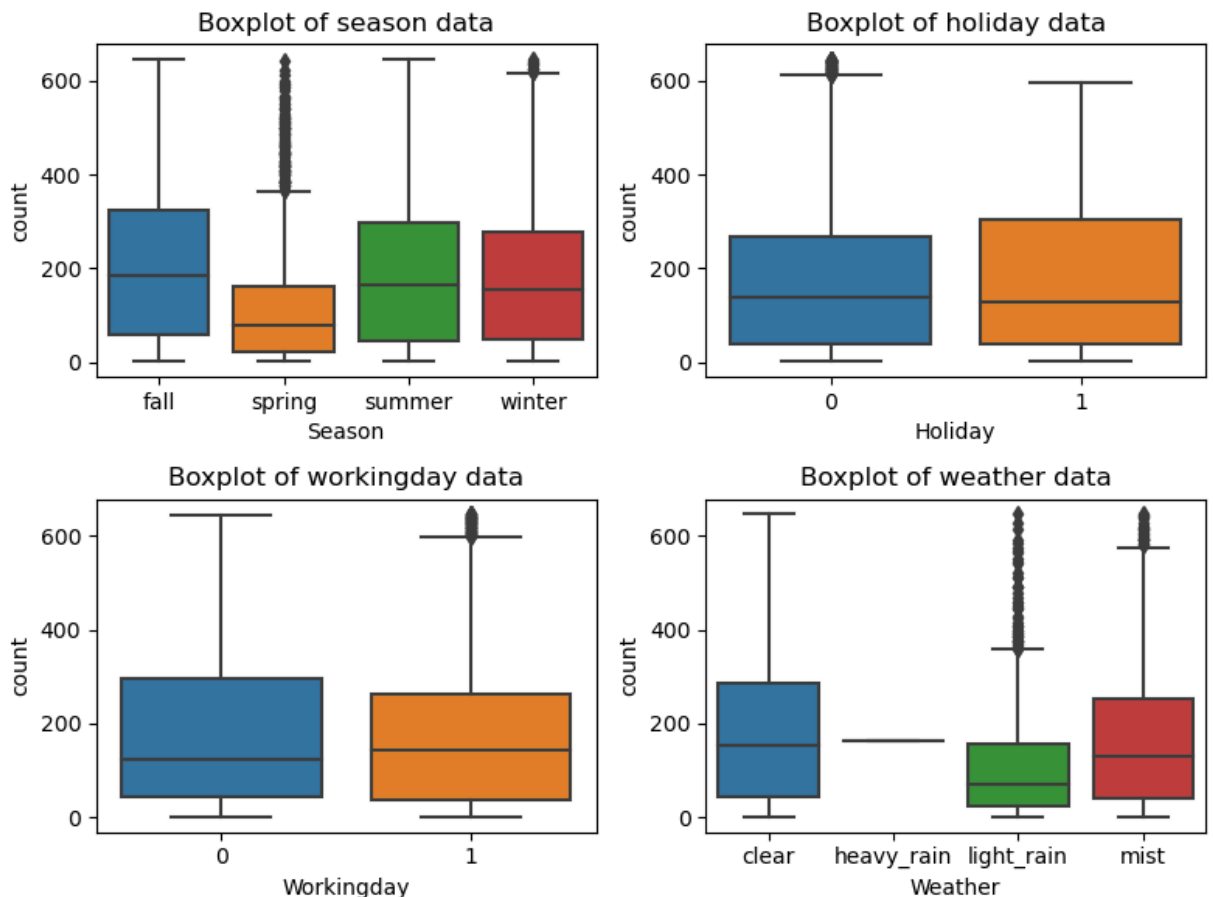 Boxplot of season data
600
400
200
0
count
fall spring summer winter
Season
Boxplot of holiday data
600
400
200
0
count
0 1
Holiday
Boxplot of workingday data
600
400
200
0
count
0 1
Workingday
Boxplot of weather data
600
400
200
0
count
clear heavy_rain light_rain mist
Weather